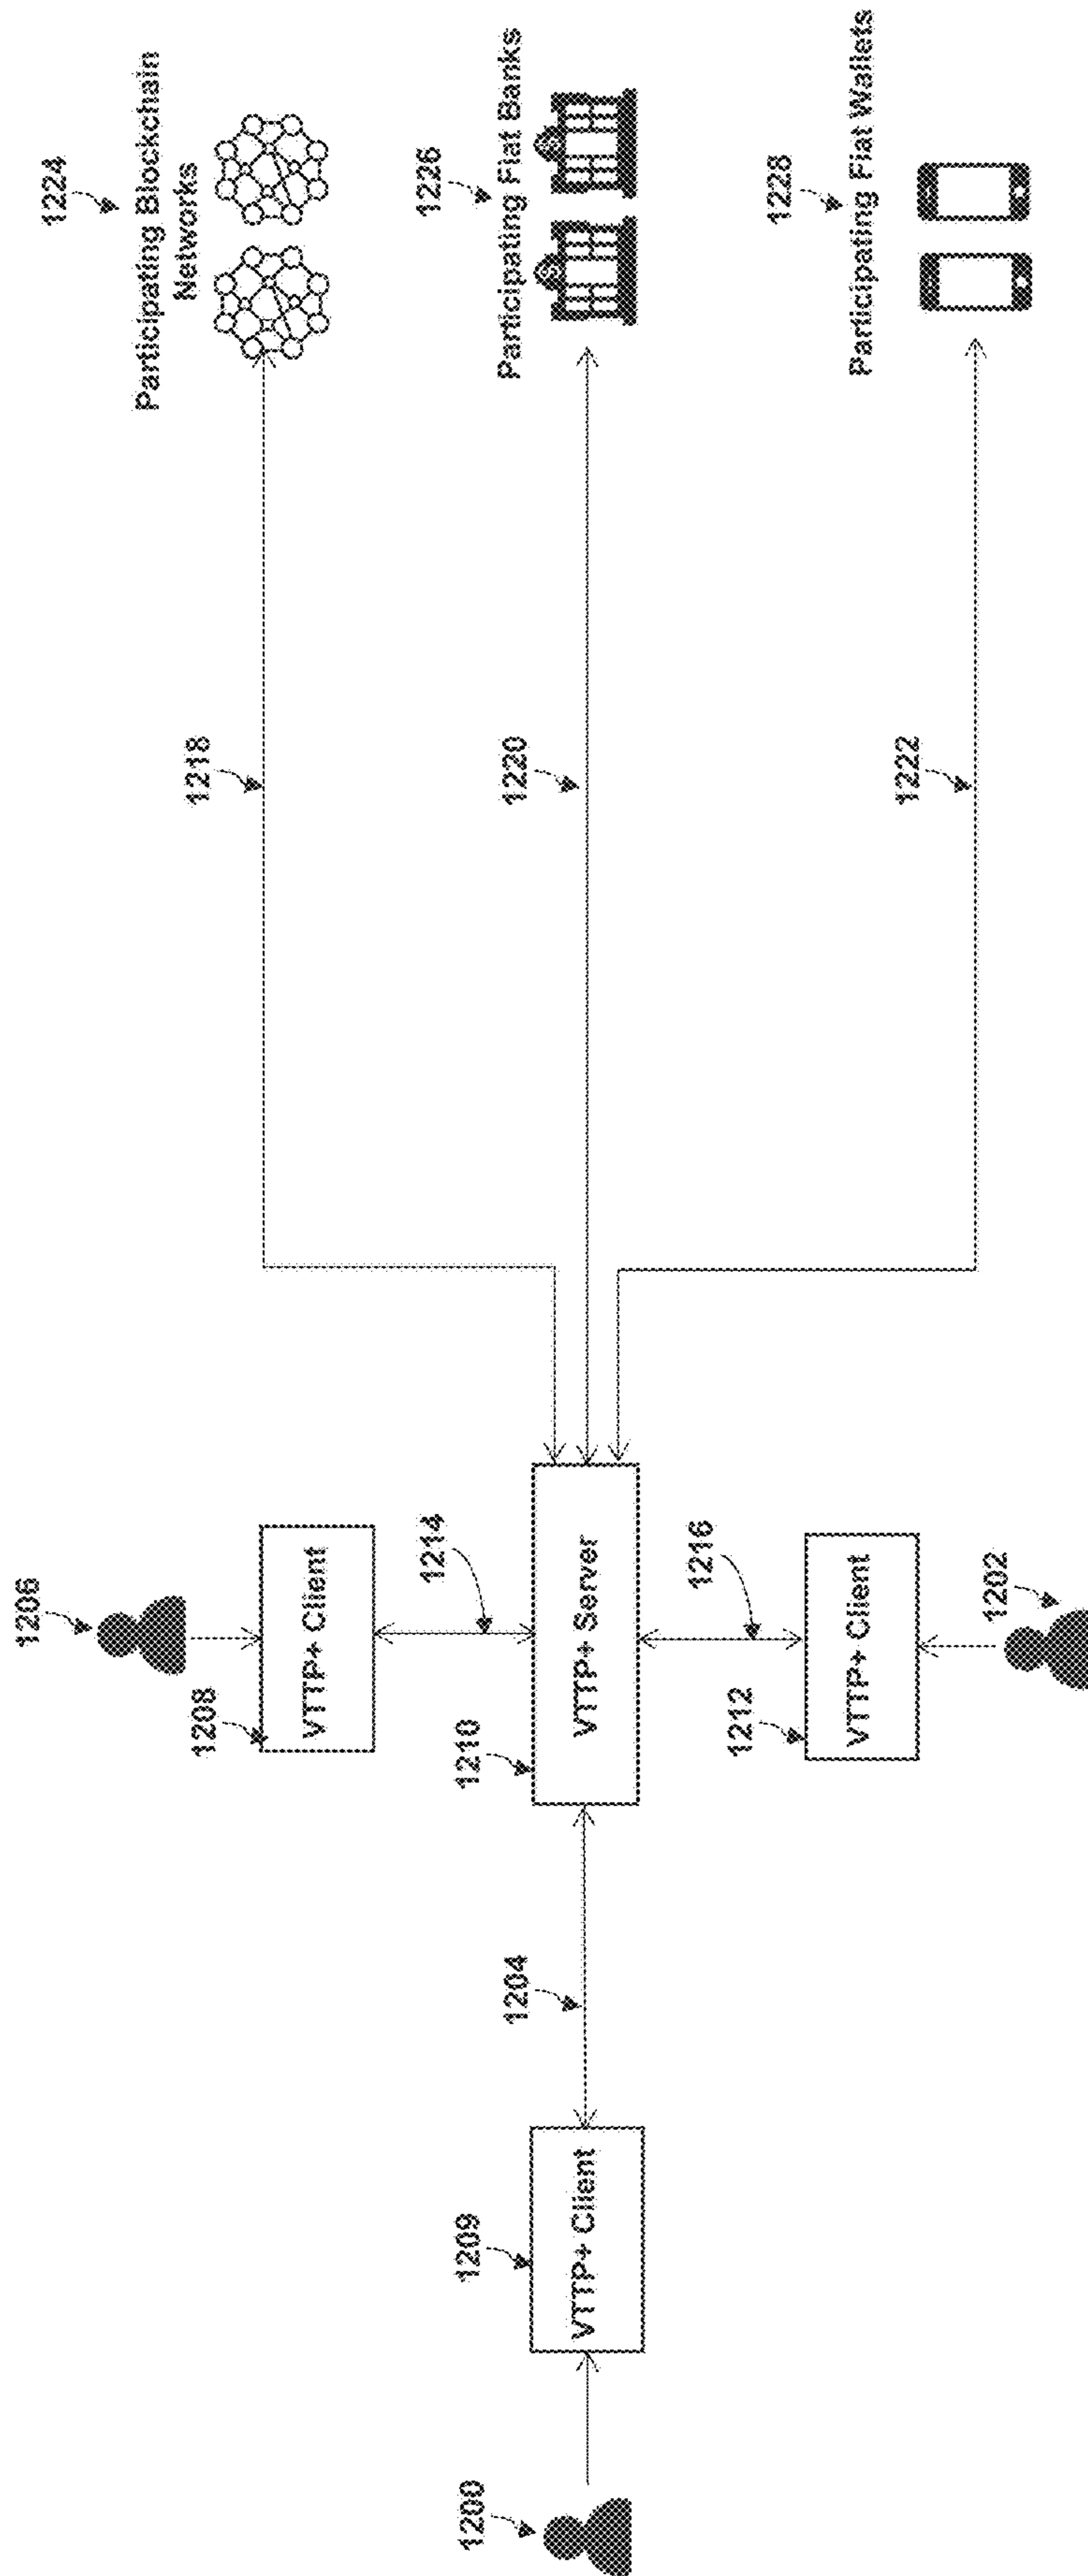 1224
Participating Blockchain
Networks
1226
Participating Fiat Banks
1228
Participating Fiat Wallets
1218
1220
1222
1206
1208
VTTP+ Client
1214
1210
VTTP+ Server
1216
1212
VTTP+ Client
1202
1204
1209
VTTP+ Client
1200